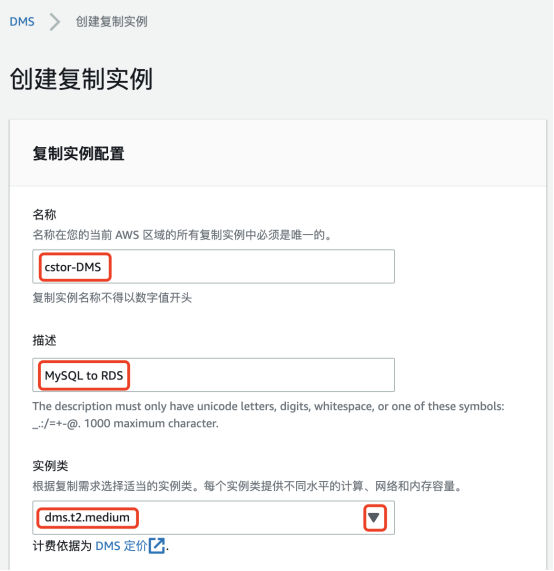 DMS 创建复制实例
创建复制实例
复制实例配置
名称
名称在您的当前 AWS 区域的所有复制实例中必须是唯一的。
cstor-DMS
复制实例名称不得以数字值开头
描述
MySQL to RDS
The description must only have unicode letters, digits, whitespace, or one of these symbols:
_.:/=+-@. 1000 maximum character.
实例类
根据复制需求选择适当的实例类。每个实例类提供不同水平的计算、网络和内存容量。
dms.t2.medium
计费依据为 DMS 定价.